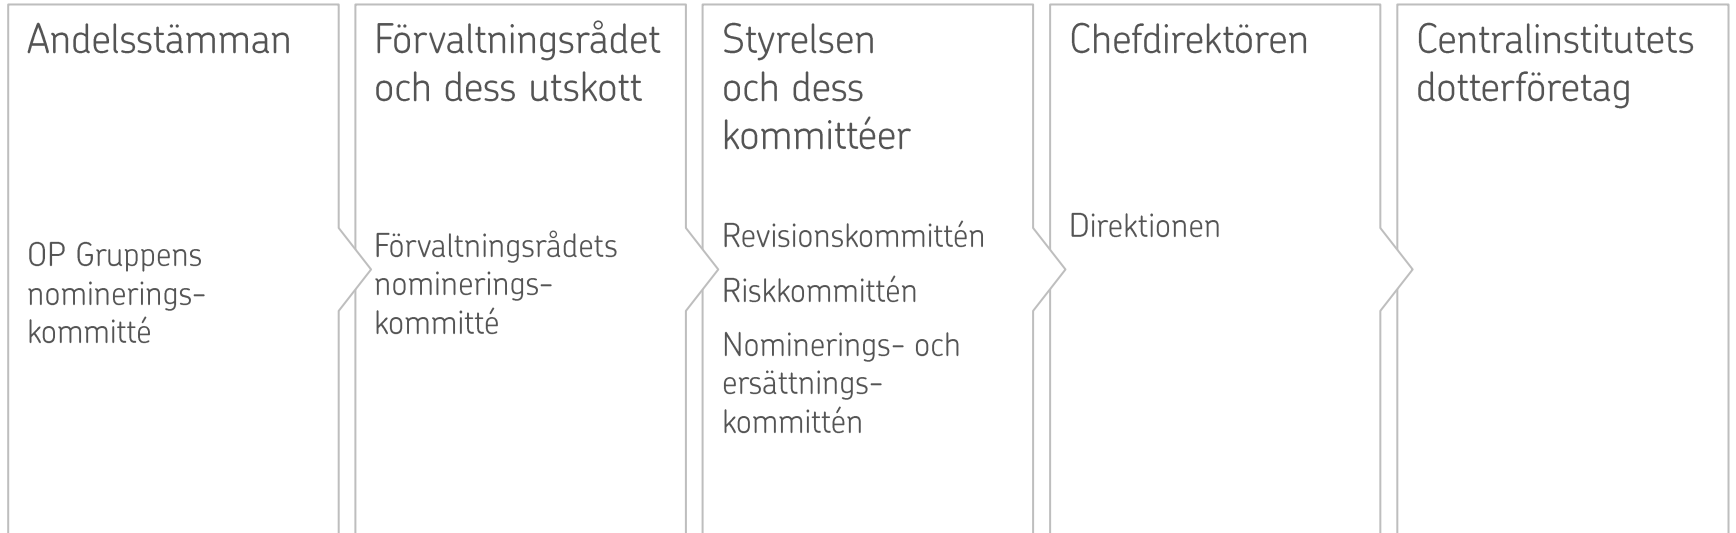 Andelsstämman
OP Gruppens
nominerings-
kommitté
Förvaltningsrådet
och dess utskott
Förvaltningsrådets
nominerings-
kommitté
Styrelsen
och dess
kommittéer
Revisionskommittén
Riskkommittén
Nominerings- och
ersättnings-
kommittén
Chefdirektören
Direktionen
Centralinstitutets
dotterföretag